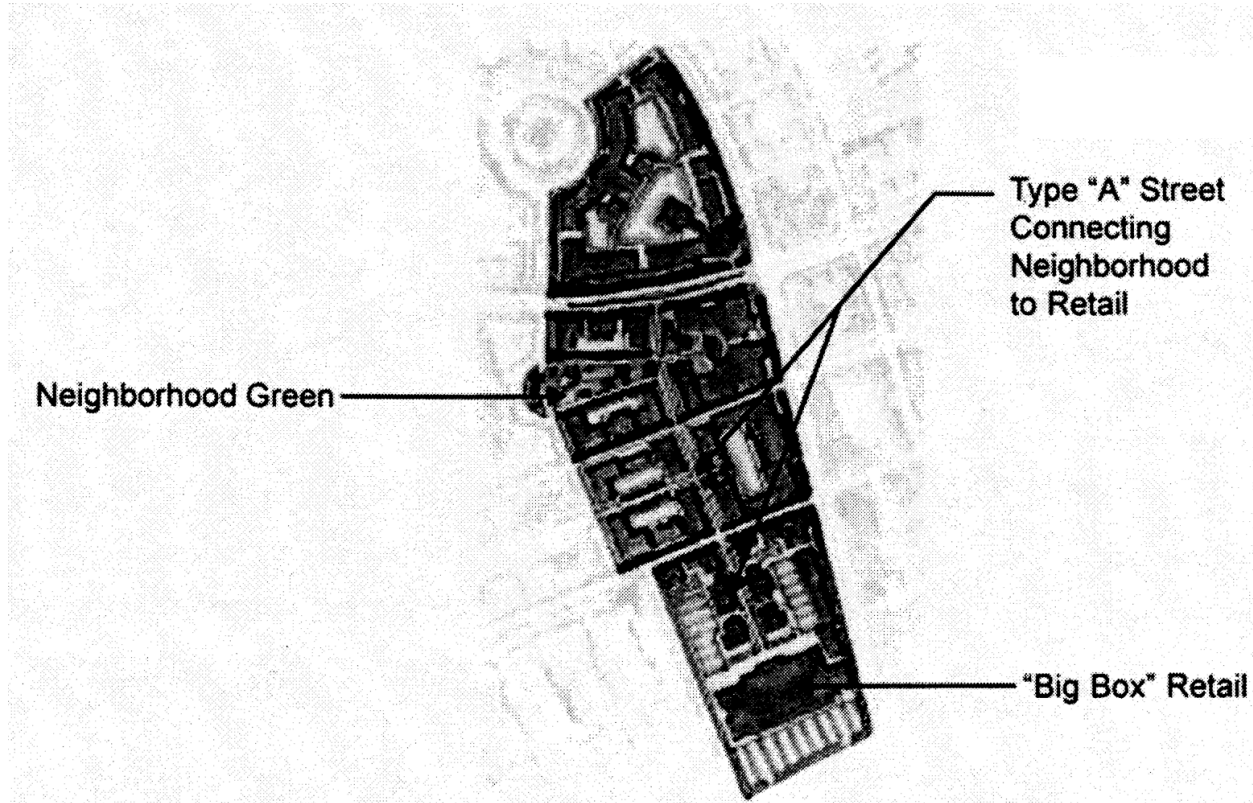 Type “A” Street
Connecting
Neighborhood
to Retail
Neighborhood Green
“Big Box” Retail